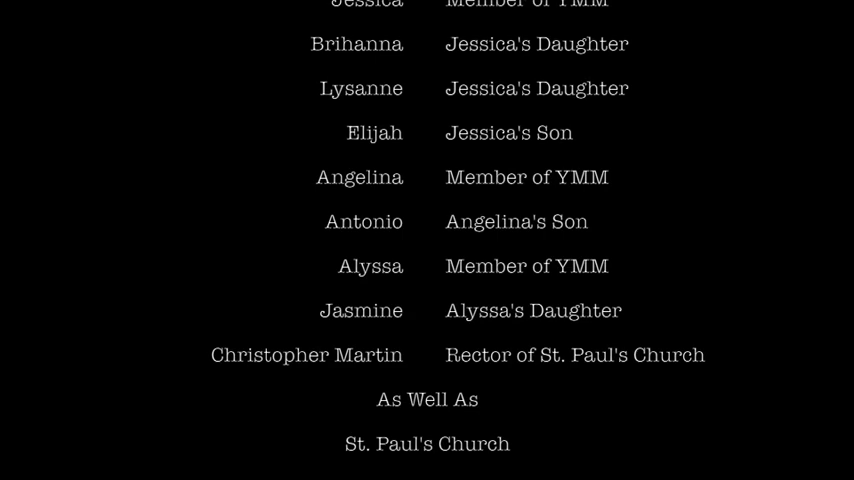 Jessica Member of YMM
Brihanna Jessica's Daughter
Lysanne Jessica's Daughter
Elijah Jessica's Son
Angelina Member of YMM
Antonio Angelina's Son
Alyssa Member of YMM
Jasmine Alyssa's Daughter
Christopher Martin Rector of St. Paul's Church
As Well As
St. Paul's Church